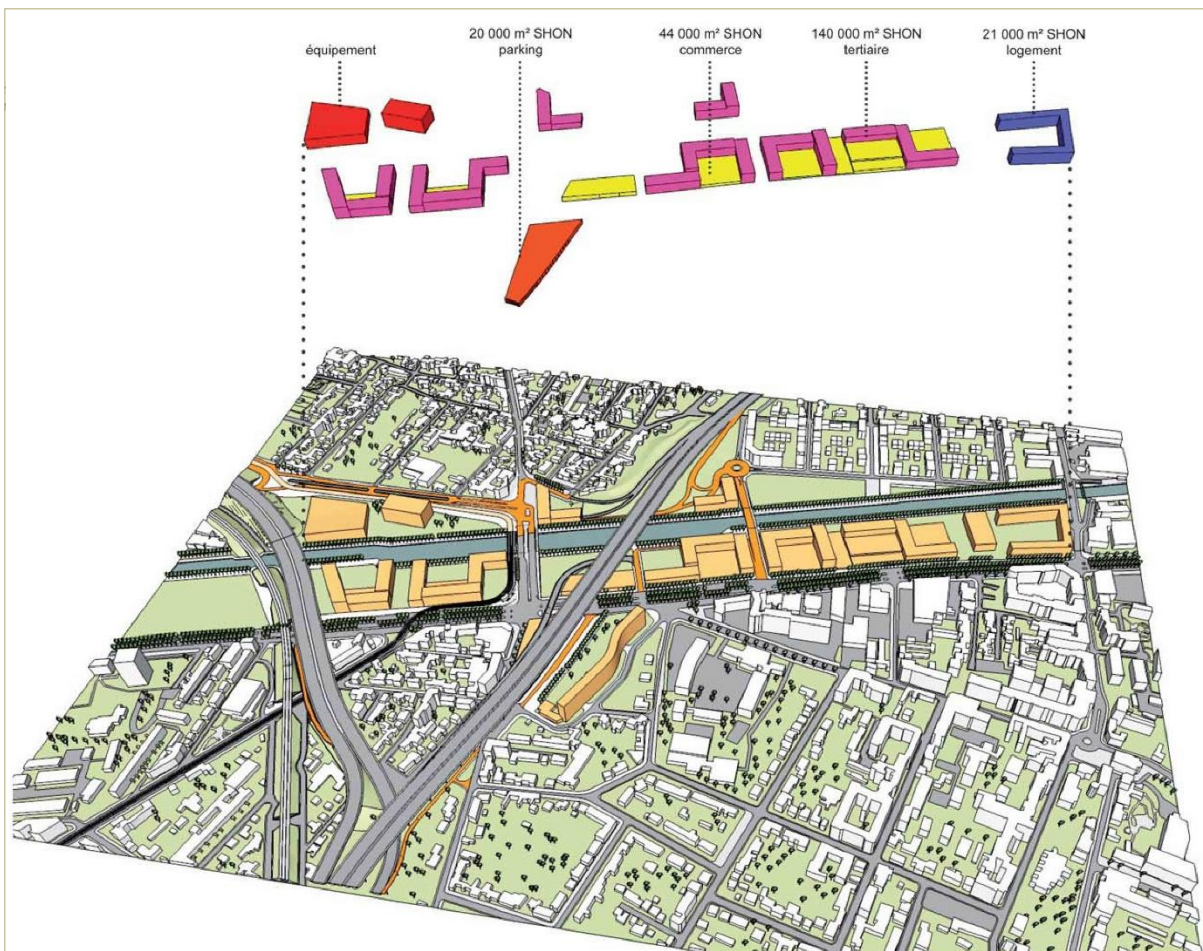 équipement
20 000 m² SHON
parking
44 000 m² SHON
commerce
140 000 m² SHON
tertiaire
21 000 m² SHON
logement